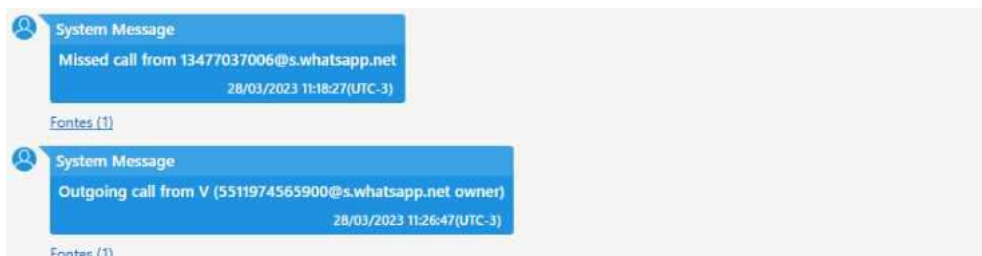 System Message
Missed call from 13477037006@s.whatsapp.net
28/03/2023 11:18:27(UTC-3)
Fontes (1)
System Message
Outgoing call from V (5511974565900@s.whatsapp.net owner)
28/03/2023 11:26:47(UTC-3)
Fontes (1)